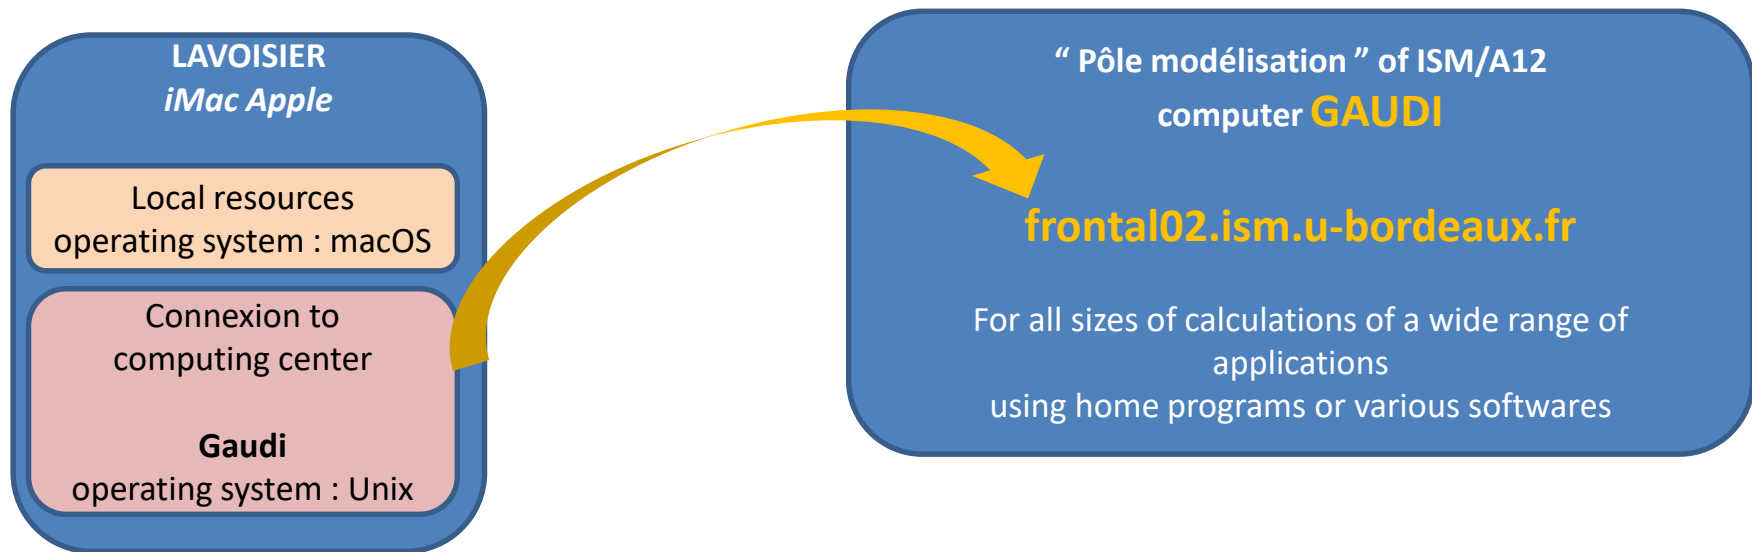 LAVOISIER
iMac Apple
Local resources
operating system : macOS
Connexion to
computing center
Gaudi
operating system : Unix
“ Pôle modélisation ” of ISM/A12
computer GAUDI
frontal02.ism.u-bordeaux.fr
For all sizes of calculations of a wide range of
applications
using home programs or various softwares